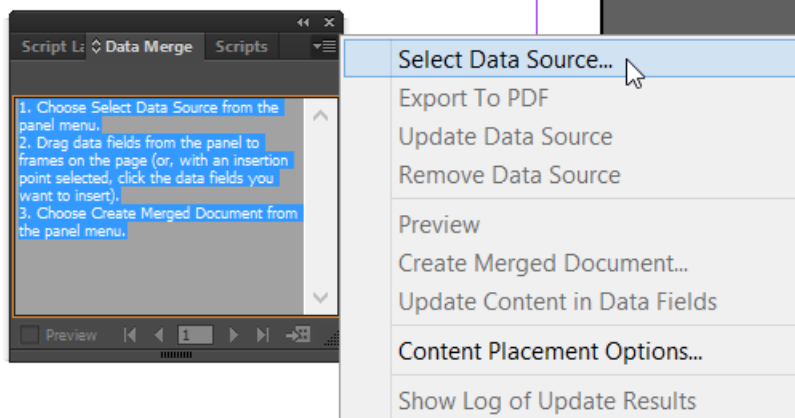 Script La Data Merge Scripts
1. Choose Select Data Source from the
panel menu.
2. Drag data fields from the panel to
frames on the page (or, with an insertion
point selected, click the data fields you
want to insert).
3. Choose Create Merged Document from
the panel menu.
Preview 1
Select Data Source...
Export To PDF
Update Data Source
Remove Data Source
Preview
Create Merged Document...
Update Content in Data Fields
Content Placement Options...
Show Log of Update Results